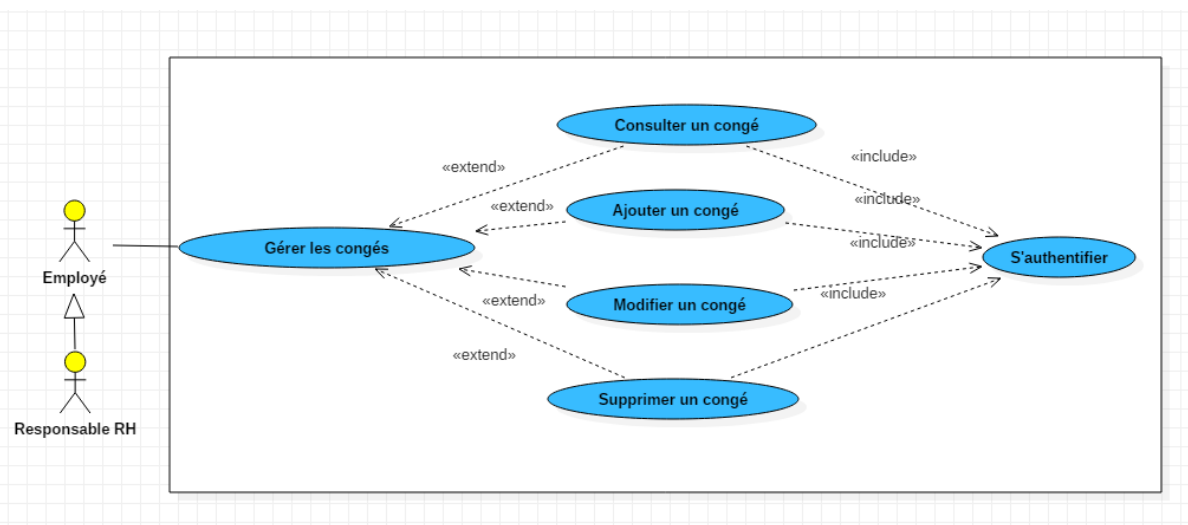 Consulter un congé
«include»
«extend»
«include»
«extend»
Ajouter un congé
«include»
Gérer les congés
S'authentifier
Employé
«include»
«extend»
Modifier un congé
«extend»
Supprimer un congé
Responsable RH